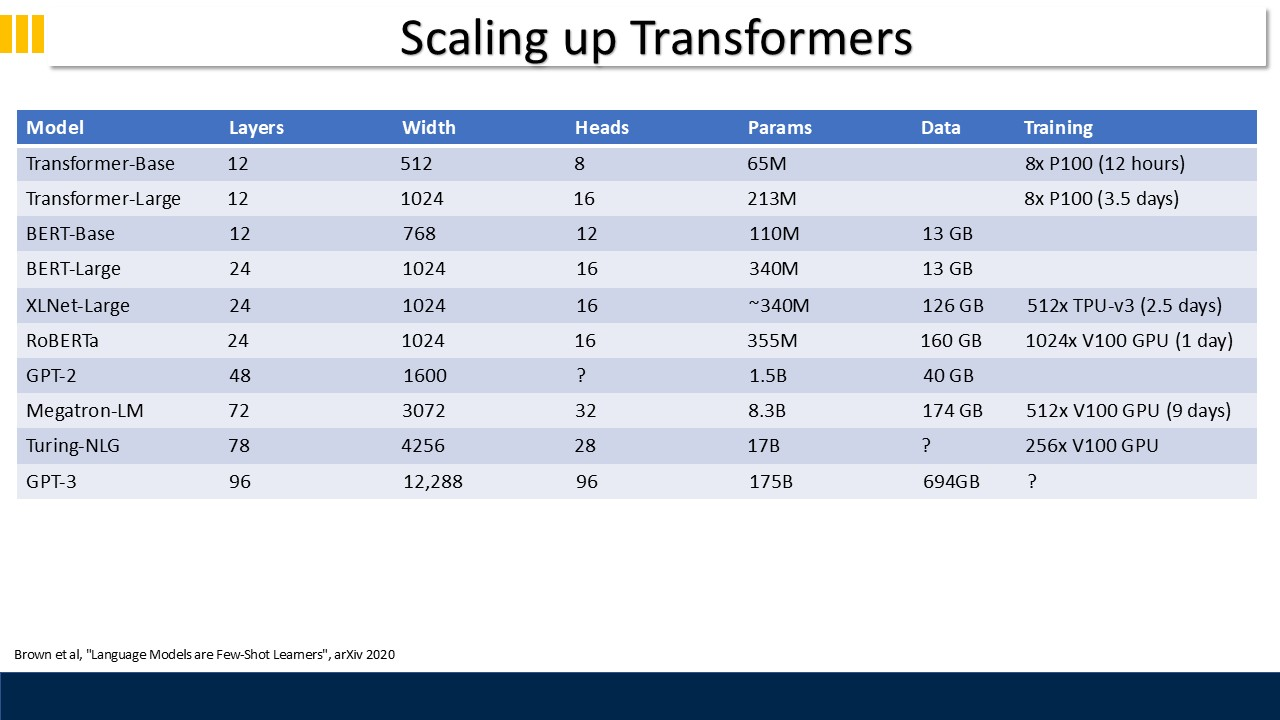 Scaling up Transformers
Model Layers Width Heads Params Data Training
Transformer-Base 12 512 8 65M 8x P100 (12 hours)
Transformer-Large 12 1024 16 213M 8x P100 (3.5 days)
BERT-Base 12 768 12 110M 13 GB
BERT-Large 24 1024 16 340M 13 GB
XLNet-Large 24 1024 16 ~340M 126 GB 512x TPU-v3 (2.5 days)
RoBERTa 24 1024 16 355M 160 GB 1024x V100 GPU (1 day)
GPT-2 48 1600 ? 1.5B 40 GB
Megatron-LM 72 3072 32 8.3B 174 GB 512x V100 GPU (9 days)
Turing-NLG 78 4256 28 17B ? 256x V100 GPU
GPT-3 96 12,288 96 175B 694GB ?
Brown et al, "Language Models are Few-Shot Learners", arXiv 2020